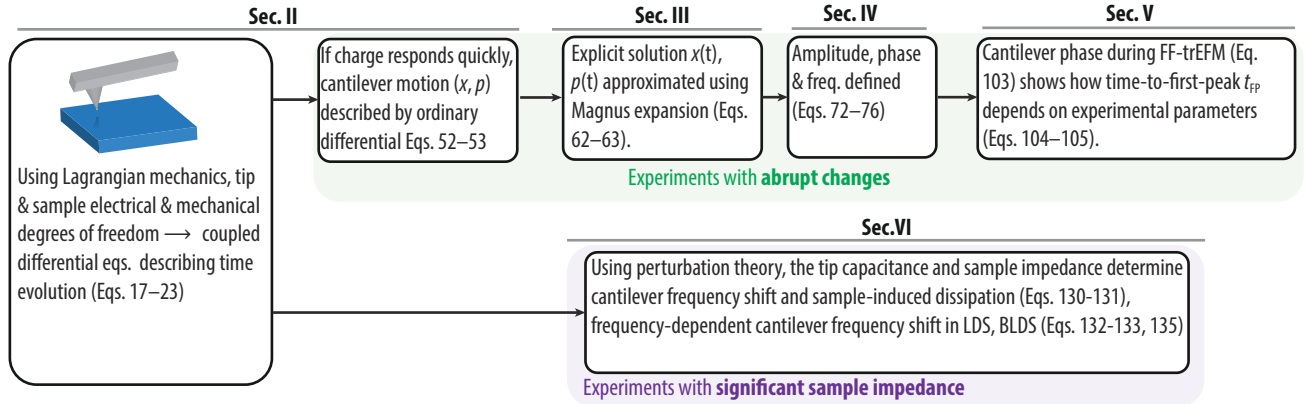 Sec. II
Using Lagrangian mechanics, tip
& sample electrical & mechanical
degrees of freedom ⟶ coupled
differential eqs. describing time
evolution (Eqs. 17–23)
If charge responds quickly,
cantilever motion (x, p)
described by ordinary
differential Eqs. 52–53
Sec. III
Explicit solution x(t),
p(t) approximated using
Magnus expansion (Eqs.
62–63).
Sec. IV
Amplitude, phase
& freq. defined
(Eqs. 72–76)
Sec. V
Cantilever phase during FF-trEFM (Eq.
103) shows how time-to-first-peak tFP
depends on experimental parameters
(Eqs. 104–105).
Experiments with abrupt changes
Sec.VI
Using perturbation theory, the tip capacitance and sample impedance determine
cantilever frequency shift and sample-induced dissipation (Eqs. 130-131),
frequency-dependent cantilever frequency shift in LDS, BLDS (Eqs. 132-133, 135)
Experiments with significant sample impedance